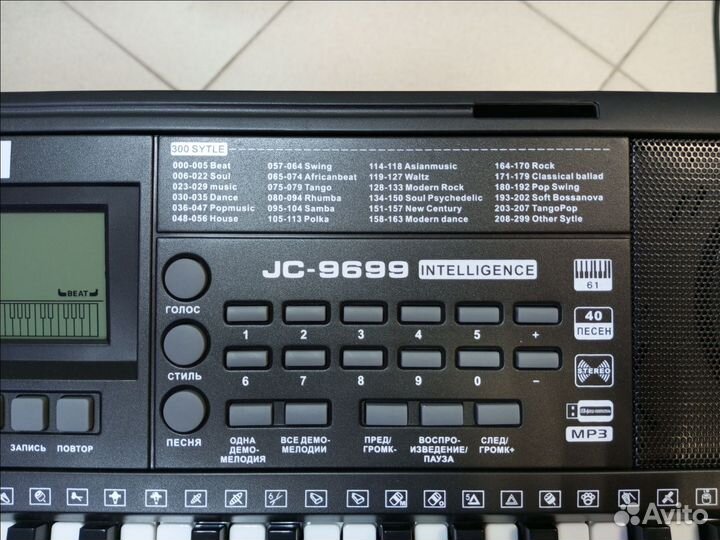 300 SYTLE
000-005 Beat 057-064 Swing 114-118 Asianmusic 164-170 Rock
006-022 Soul 065-074 Africanbeat 119-127 Waltz 171-179 Classical ballad
023-029 music 075-079 Tango 128-133 Modern Rock 180-192 Pop Swing
030-035 Dance 080-094 Rhumba 134-150 Soul Psychedelic 193-202 Soft Bossanova
036-047 Popmusic 095-104 Samba 151-157 New Century 203-207 TangoPop
048-056 House 105-113 Polka 158-163 Modern dance 208-299 Other Sytle
JC-9699 INTELLIGENCE
61
BEAT
ГОЛОС
1 2 3 4 5 +
40
ПЕСЕН
СТИЛЬ
6 7 8 9 0 -
STEREO
ПЕСНЯ
MP3
ЗАПИСЬ ПОВТОР
ОДНА ДЕМО-МЕЛОДИЯ
ВСЕ ДЕМО-МЕЛОДИИ
ПРЕД/ГРОМК-
ВОСПРО-ИЗВЕДЕНИЕ/ПАУЗА
СЛЕД/ГРОМК+
Avito